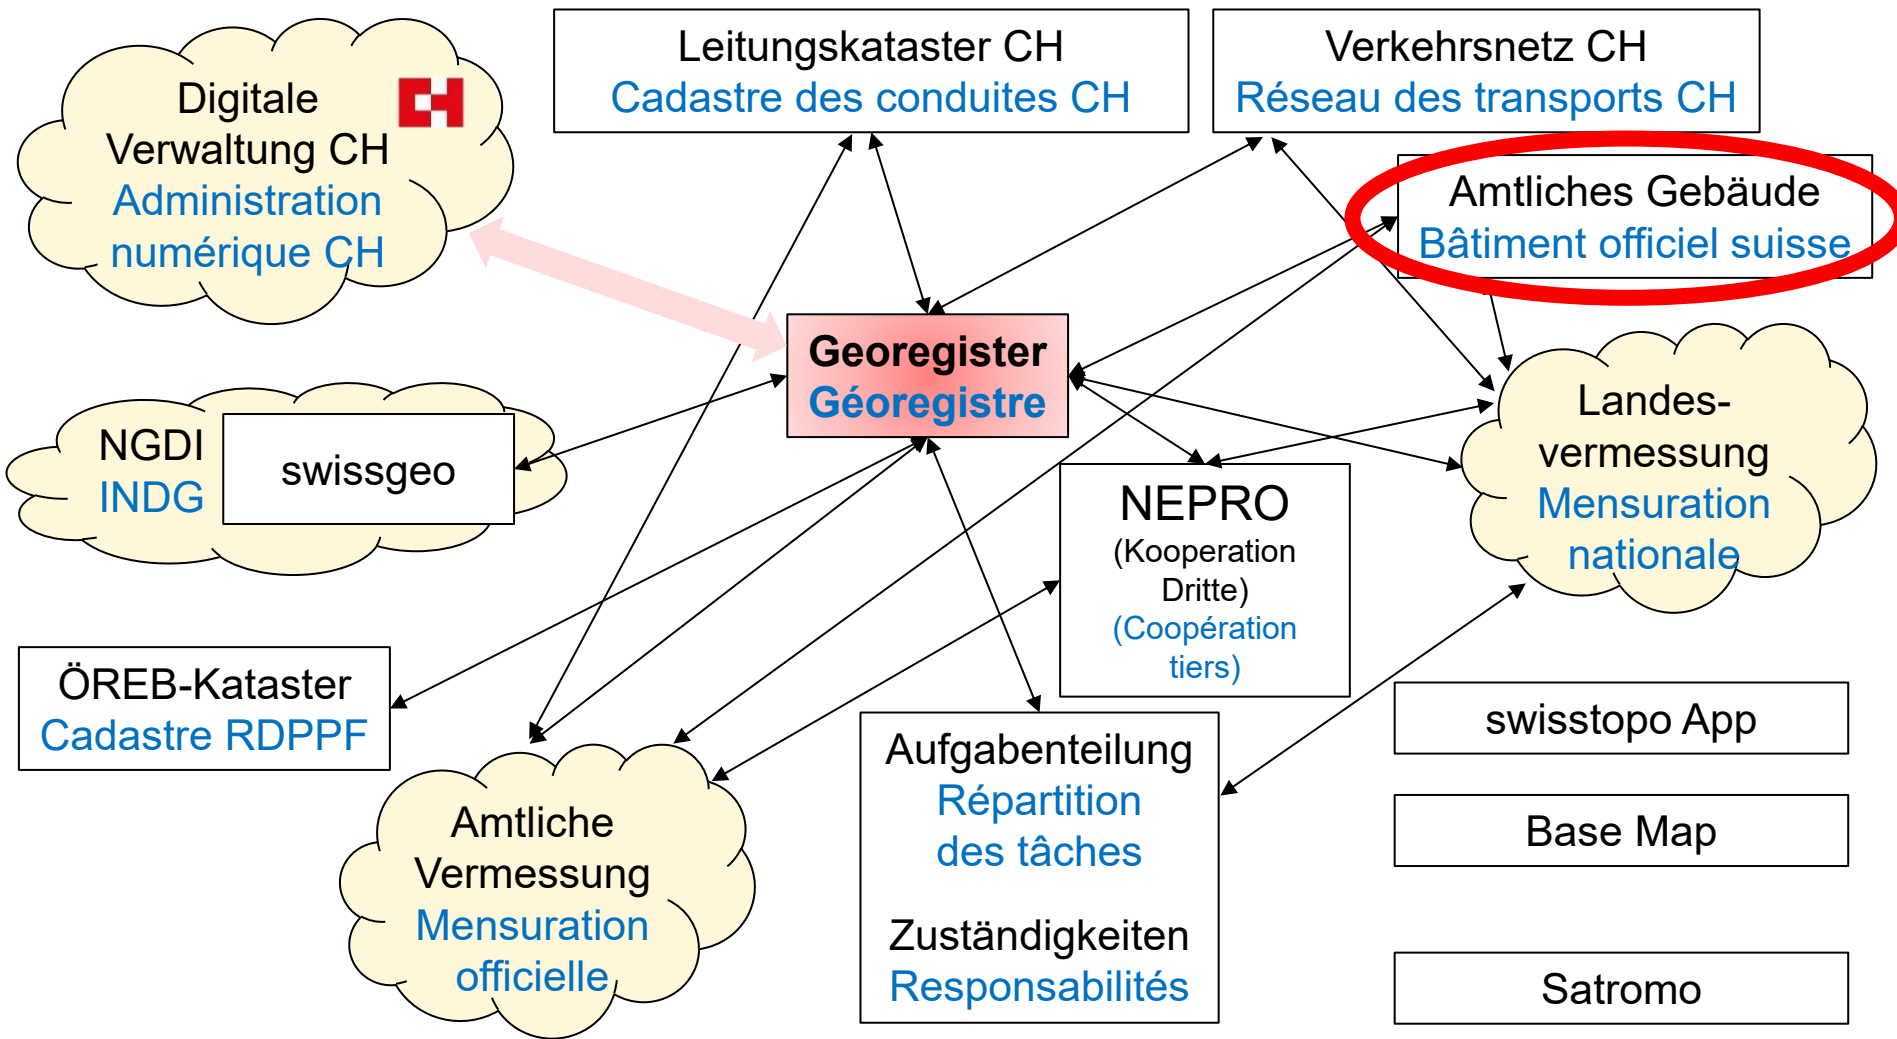 Digitale
Verwaltung CH
Administration
numérique CH
Leitungskataster CH
Cadastre des conduites CH
Verkehrsnetz CH
Réseau des transports CH
Amtliches Gebäude
Bâtiment officiel suisse
Georegister
Géoregistre
NGDI
INDG
swissgeo
NEPRO
(Kooperation
Dritte)
(Coopération
tiers)
Landes-
vermessung
Mensuration
nationale
ÖREB-Kataster
Cadastre RDPPF
Amtliche
Vermessung
Mensuration
officielle
Aufgabenteilung
Répartition
des tâches
Zuständigkeiten
Responsabilités
swisstopo App
Base Map
Satromo